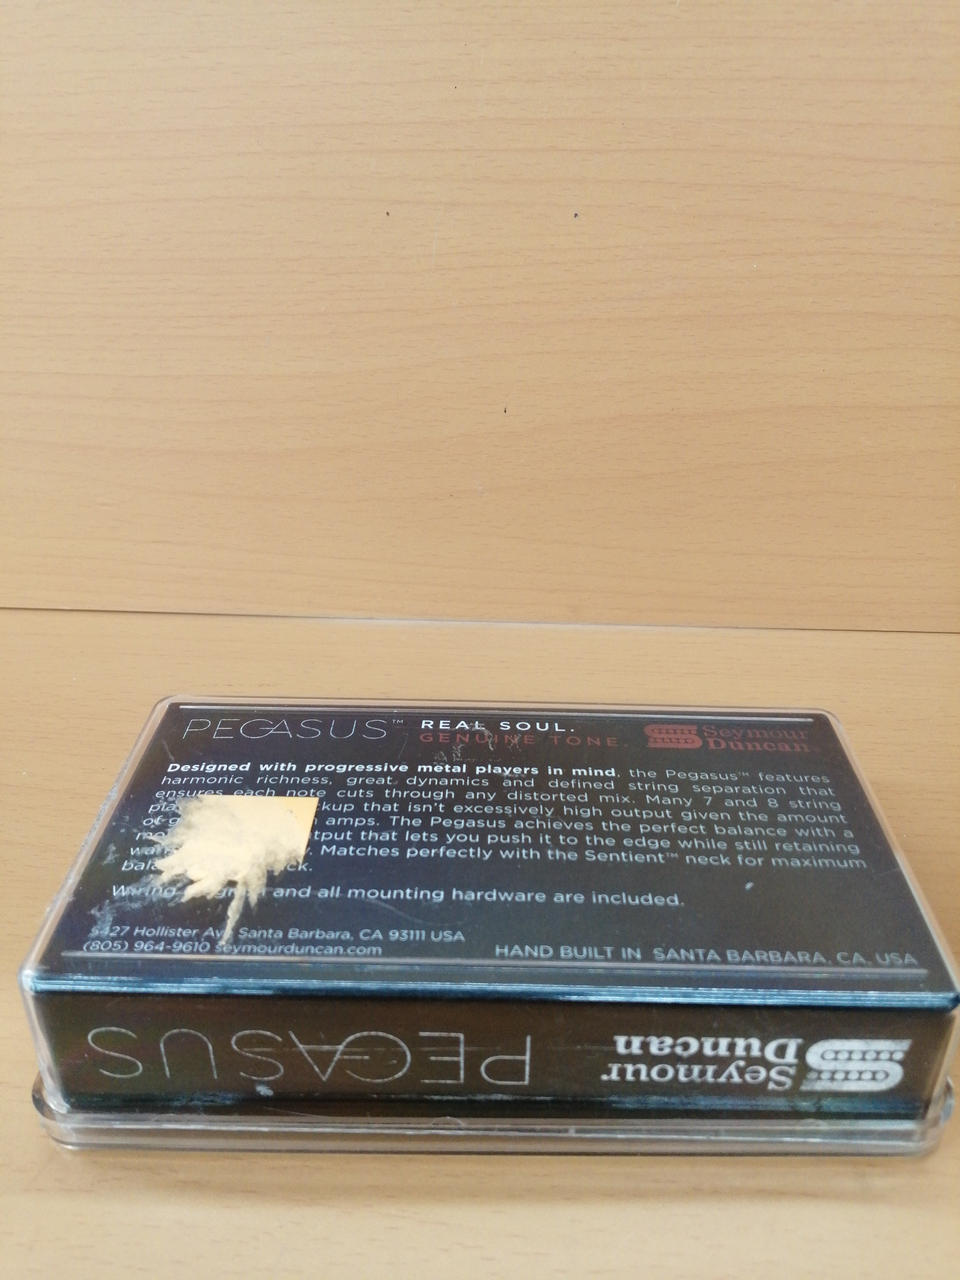 PEGASUS™ REAL SOUL.
GENUINE TONE.
Seymour
Duncan
Designed with progressive metal players in mind, the Pegasus™ features
harmonic richness, great dynamics and defined string separation that
ensures each note cuts through any distorted mix. Many 7 and 8 string
that isn't excessively high output given the amount
amps. The Pegasus achieves the perfect balance with a
that lets you push it to the edge while still retaining
Matches perfectly with the Sentient™ neck for maximum
Wiring and all mounting hardware are included.
5427 Hollister Ave Santa Barbara, CA 93111 USA
(805) 964-9610 seymourduncan.com
HAND BUILT IN SANTA BARBARA, CA. USA
Seymour
Duncan
PEGASUS